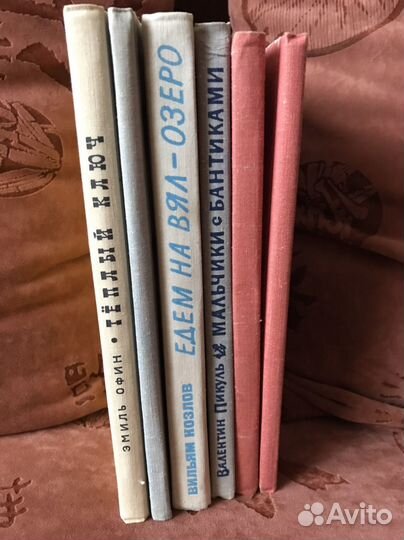 ЭМИЛЬ ОФИН • ТЁПЛЫЙ КЛЮЧ
ВИЛЬЯМ КОЗЛОВ ЕДЕМ НА ВЯЛ-ОЗЕРО
ВАЛЕНТИН ПИКУЛЬ МАЛЬЧИКИ С БАНТИКАМИ
Avito